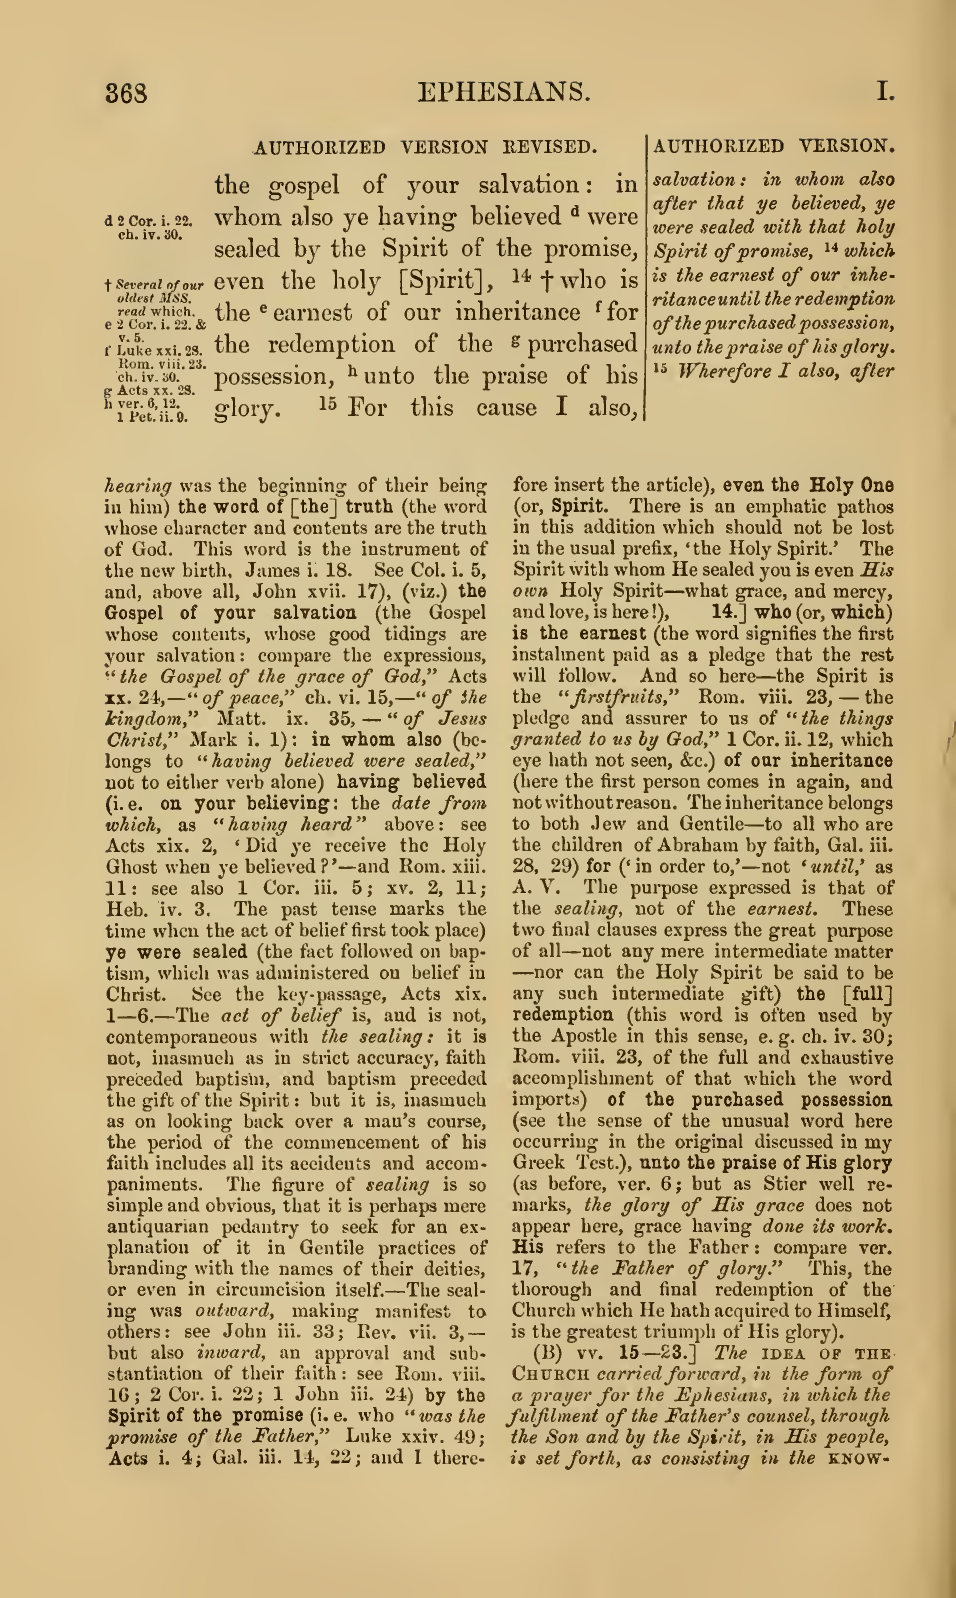 368
EPHESIANS.
I.
AUTHORIZED VERSION REVISED.
d 2 Cor. i. 22.
ch. iv. 30.
† Several of our
oldest MSS.
read which.
e 2 Cor. i. 22. &
v. 5.
f Luke xxi. 28.
Rom. viii. 23.
ch. iv. 30.
g Acts xx. 28.
h ver. 6, 12.
1 Pet. ii. 9.
the gospel of your salvation: in
whom also ye having believed d were
sealed by the Spirit of the promise,
even the holy [Spirit], 14 † who is
the e earnest of our inheritance f for
the redemption of the g purchased
possession, h unto the praise of his
glory. 15 For this cause I also,
AUTHORIZED VERSION.
salvation: in whom also
after that ye believed, ye
were sealed with that holy
Spirit of promise, 14 which
is the earnest of our inhe-
ritance until the redemption
of the purchased possession,
unto the praise of his glory.
15 Wherefore I also, after
hearing was the beginning of their being
in him) the word of [the] truth (the word
whose character and contents are the truth
of God. This word is the instrument of
the new birth, James i. 18. See Col. i. 5,
and, above all, John xvii. 17), (viz.) the
Gospel of your salvation (the Gospel
whose contents, whose good tidings are
your salvation: compare the expressions,
"the Gospel of the grace of God," Acts
xx. 24,—"of peace," ch. vi. 15,—"of the
kingdom," Matt. ix. 35, — "of Jesus
Christ," Mark i. 1): in whom also (be-
longs to "having believed were sealed,"
not to either verb alone) having believed
(i. e. on your believing: the date from
which, as "having heard" above: see
Acts xix. 2, 'Did ye receive the Holy
Ghost when ye believed?'—and Rom. xiii.
11: see also 1 Cor. iii. 5; xv. 2, 11;
Heb. iv. 3. The past tense marks the
time when the act of belief first took place)
ye were sealed (the fact followed on bap-
tism, which was administered on belief in
Christ. See the key-passage, Acts xix.
1—6.—The act of belief is, and is not,
contemporaneous with the sealing: it is
not, inasmuch as in strict accuracy, faith
preceded baptism, and baptism preceded
the gift of the Spirit: but it is, inasmuch
as on looking back over a man's course,
the period of the commencement of his
faith includes all its accidents and accom-
paniments. The figure of sealing is so
simple and obvious, that it is perhaps mere
antiquarian pedantry to seek for an ex-
planation of it in Gentile practices of
branding with the names of their deities,
or even in circumcision itself.—The seal-
ing was outward, making manifest to
others: see John iii. 33; Rev. vii. 3,—
but also inward, an approval and sub-
stantiation of their faith: see Rom. viii.
16; 2 Cor. i. 22; 1 John iii. 24) by the
Spirit of the promise (i. e. who "was the
promise of the Father," Luke xxiv. 49;
Acts i. 4; Gal. iii. 14, 22; and I there-
fore insert the article), even the Holy One
(or, Spirit. There is an emphatic pathos
in this addition which should not be lost
in the usual prefix, 'the Holy Spirit.' The
Spirit with whom He sealed you is even His
own Holy Spirit—what grace, and mercy,
and love, is here!), 14.] who (or, which)
is the earnest (the word signifies the first
instalment paid as a pledge that the rest
will follow. And so here—the Spirit is
the "firstfruits," Rom. viii. 23, — the
pledge and assurer to us of "the things
granted to us by God," 1 Cor. ii. 12, which
eye hath not seen, &c.) of our inheritance
(here the first person comes in again, and
not without reason. The inheritance belongs
to both Jew and Gentile—to all who are
the children of Abraham by faith, Gal. iii.
28, 29) for ('in order to,'—not 'until,' as
A. V. The purpose expressed is that of
the sealing, not of the earnest. These
two final clauses express the great purpose
of all—not any mere intermediate matter
—nor can the Holy Spirit be said to be
any such intermediate gift) the [full]
redemption (this word is often used by
the Apostle in this sense, e. g. ch. iv. 30;
Rom. viii. 23, of the full and exhaustive
accomplishment of that which the word
imports) of the purchased possession
(see the sense of the unusual word here
occurring in the original discussed in my
Greek Test.), unto the praise of His glory
(as before, ver. 6; but as Stier well re-
marks, the glory of His grace does not
appear here, grace having done its work.
His refers to the Father: compare ver.
17, "the Father of glory." This, the
thorough and final redemption of the
Church which He hath acquired to Himself,
is the greatest triumph of His glory).
(B) vv. 15—23.] The IDEA OF THE
CHURCH carried forward, in the form of
a prayer for the Ephesians, in which the
fulfilment of the Father's counsel, through
the Son and by the Spirit, in His people,
is set forth, as consisting in the KNOW-